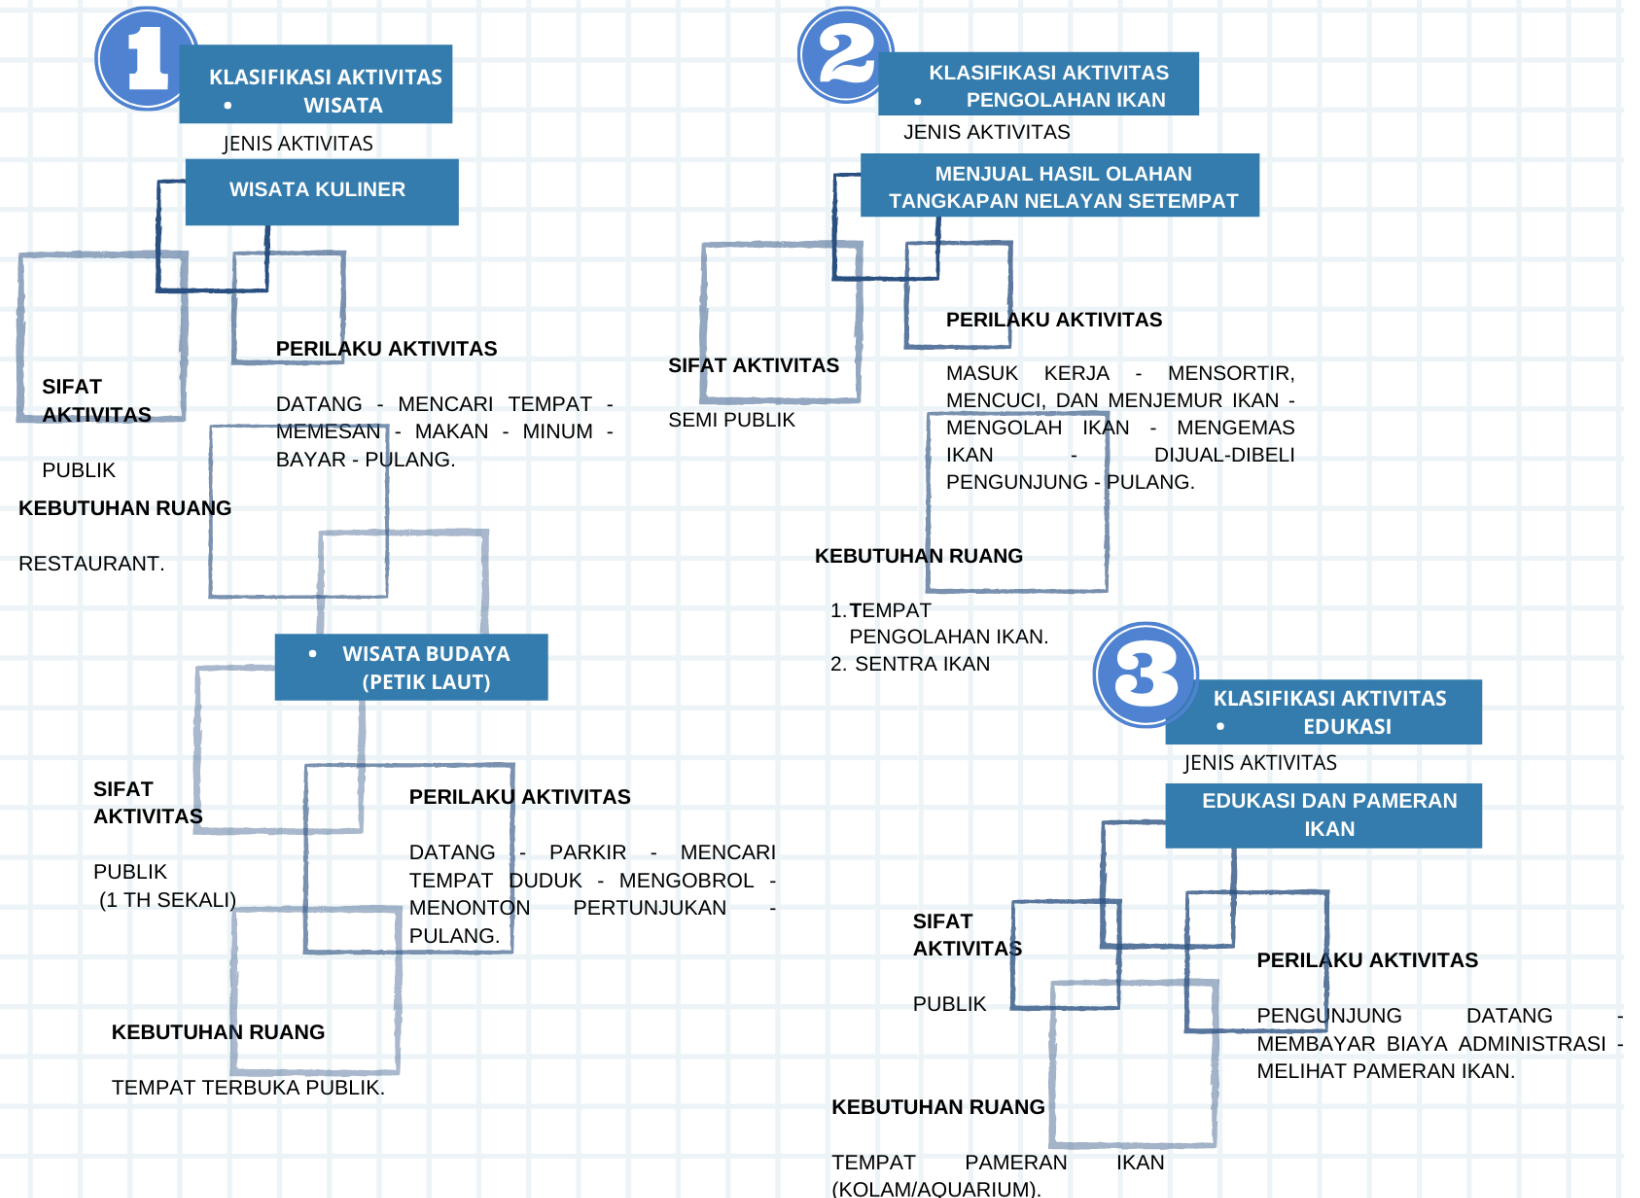 1
KLASIFIKASI AKTIVITAS
• WISATA
JENIS AKTIVITAS
WISATA KULINER
SIFAT
AKTIVITAS
PUBLIK
PERILAKU AKTIVITAS
DATANG - MENCARI TEMPAT -
MEMESAN - MAKAN - MINUM -
BAYAR - PULANG.
KEBUTUHAN RUANG
RESTAURANT.
• WISATA BUDAYA
(PETIK LAUT)
SIFAT
AKTIVITAS
PUBLIK
(1 TH SEKALI)
PERILAKU AKTIVITAS
DATANG - PARKIR - MENCARI
TEMPAT DUDUK - MENGOBROL -
MENONTON PERTUNJUKAN -
PULANG.
KEBUTUHAN RUANG
TEMPAT TERBUKA PUBLIK.
2
KLASIFIKASI AKTIVITAS
• PENGOLAHAN IKAN
JENIS AKTIVITAS
MENJUAL HASIL OLAHAN
TANGKAPAN NELAYAN SETEMPAT
SIFAT AKTIVITAS
SEMI PUBLIK
PERILAKU AKTIVITAS
MASUK KERJA - MENSORTIR,
MENCUCI, DAN MENJEMUR IKAN -
MENGOLAH IKAN - MENGEMAS
IKAN - DIJUAL-DIBELI
PENGUNJUNG - PULANG.
KEBUTUHAN RUANG
1. TEMPAT
PENGOLAHAN IKAN.
2. SENTRA IKAN
3
KLASIFIKASI AKTIVITAS
• EDUKASI
JENIS AKTIVITAS
EDUKASI DAN PAMERAN
IKAN
SIFAT
AKTIVITAS
PUBLIK
PERILAKU AKTIVITAS
PENGUNJUNG DATANG -
MEMBAYAR BIAYA ADMINISTRASI -
MELIHAT PAMERAN IKAN.
KEBUTUHAN RUANG
TEMPAT PAMERAN IKAN
(KOLAM/AQUARIUM).